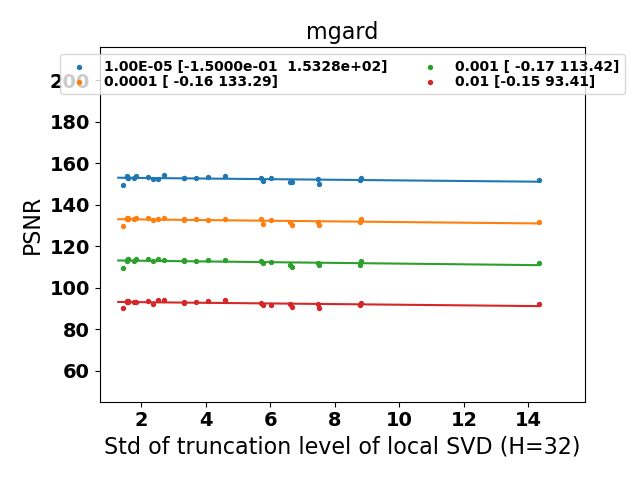 mgard
1.00E-05 [-1.5000e-01  1.5328e+02]
0.0001 [ -0.16 133.29]
0.001 [ -0.17 113.42]
0.01 [-0.15 93.41]
PSNR
200
180
160
140
120
100
80
60
2 4 6 8 10 12 14
Std of truncation level of local SVD (H=32)